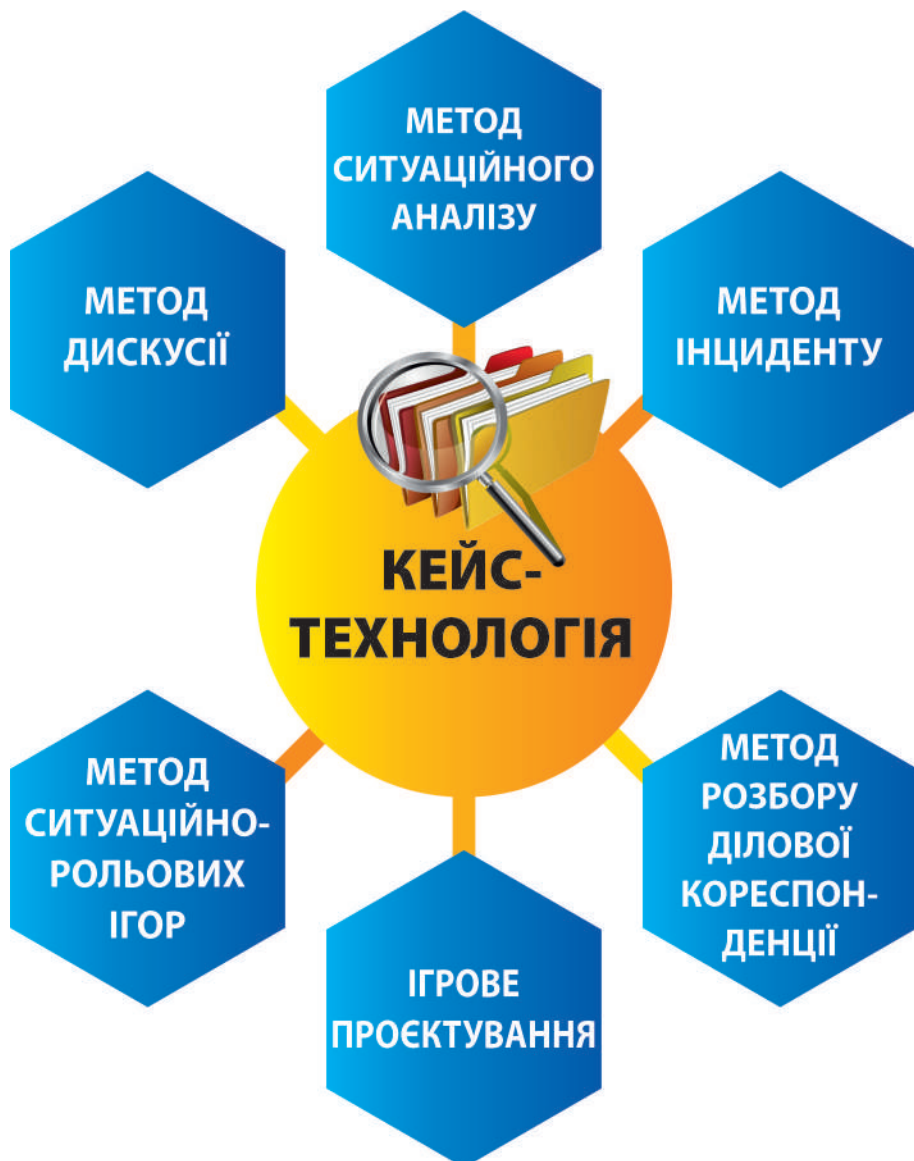 МЕТОД
СИТУАЦІЙНОГО
АНАЛІЗУ
МЕТОД
ДИСКУСІЇ
МЕТОД
ІНЦИДЕНТУ
КЕЙС-
ТЕХНОЛОГІЯ
МЕТОД
СИТУАЦІЙНО-
РОЛЬОВИХ
ІГОР
МЕТОД
РОЗБОРУ
ДІЛОВОЇ
КОРЕСПОН-
ДЕНЦІЇ
ІГРОВЕ
ПРОЄКТУВАННЯ